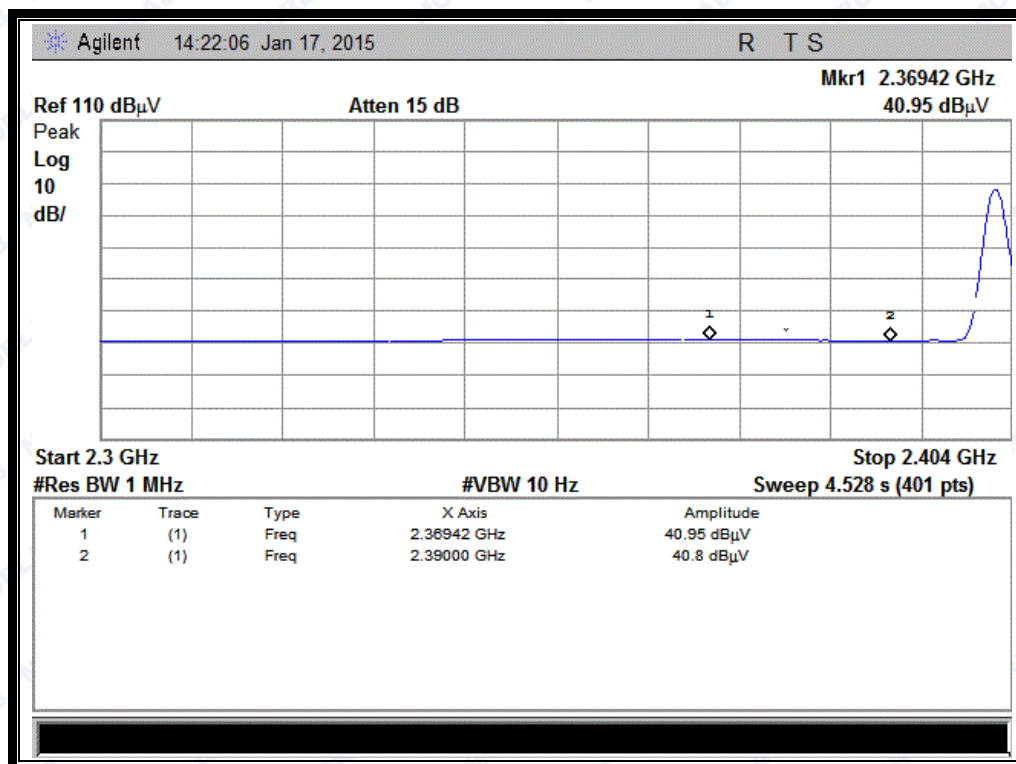 Agilent 14:22:06 Jan 17, 2015 R T S
Mkr1 2.36942 GHz
Ref 110 dBµV Atten 15 dB 40.95 dBµV
Peak
Log
10
dB/
1 2
Start 2.3 GHz Stop 2.404 GHz
#Res BW 1 MHz #VBW 10 Hz Sweep 4.528 s (401 pts)
Marker Trace Type X Axis Amplitude
1 (1) Freq 2.36942 GHz 40.95 dBµV
2 (1) Freq 2.39000 GHz 40.8 dBµV